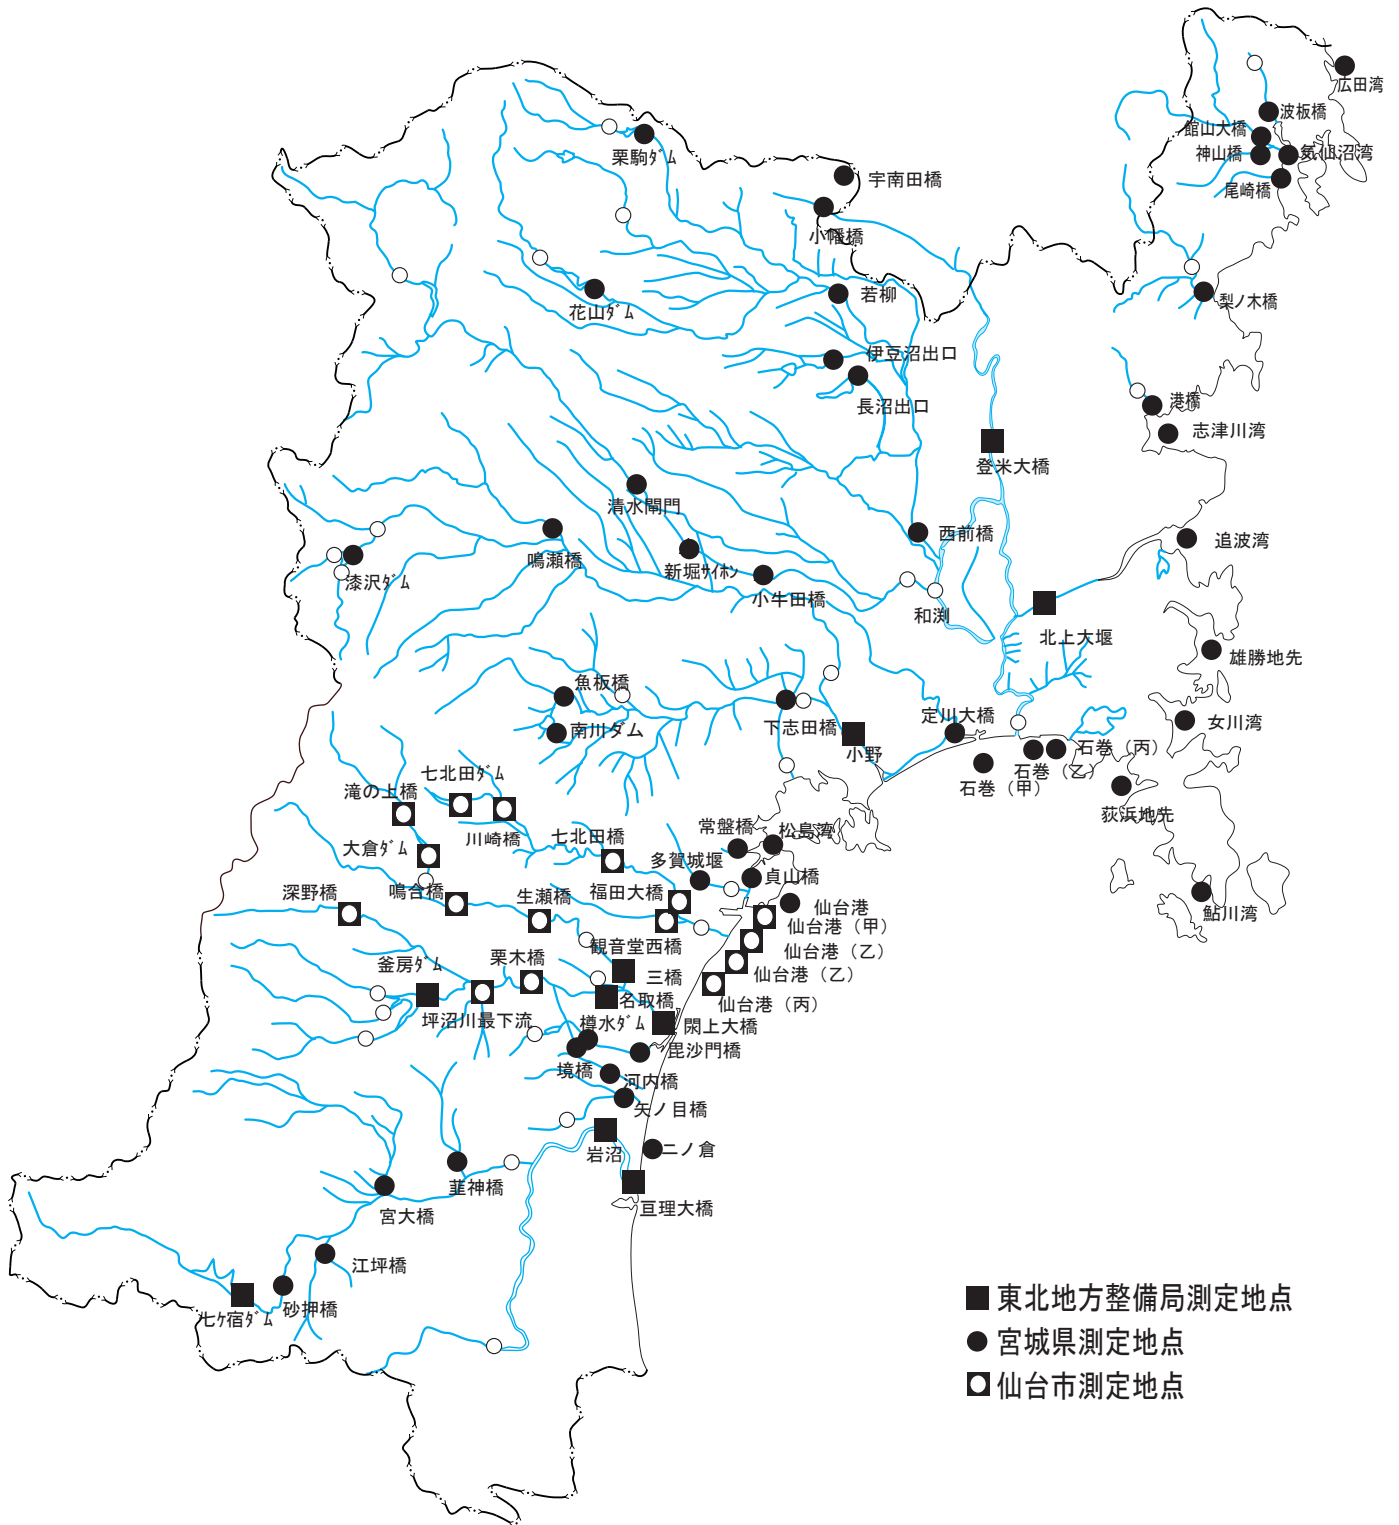 広田湾
波板橋
館山大橋
神山橋
気仙沼湾
尾崎橋
栗駒ダム
宇南田橋
小幡橋
若柳
花山ダム
梨ノ木橋
伊豆沼出口
長沼出口
港橋
志津川湾
登米大橋
清水閘門
西前橋
追波湾
鳴瀬橋
新堀サイホン
漆沢ダム
小牛田橋
和渕
北上大堰
雄勝地先
魚板橋
南川ダム
下志田橋
定川大橋
女川湾
小野
石巻（丙）
石巻（乙）
石巻（甲）
荻浜地先
七北田ダム
滝の上橋
川崎橋
七北田橋
常盤橋
松島湾
大倉ダム
多賀城堰
貞山橋
深野橋
鳴合橋
生瀬橋
福田大橋
仙台港
鮎川湾
仙台港（甲）
観音堂西橋
仙台港（乙）
釜房ダム
栗木橋
三橋
仙台港（乙）
名取橋
仙台港（丙）
坪沼川最下流
樽水ダム
閖上大橋
毘沙門橋
境橋
河内橋
矢ノ目橋
岩沼
二ノ倉
韮神橋
亘理大橋
宮大橋
江坪橋
七ケ宿ダム
砂押橋
東北地方整備局測定地点
宮城県測定地点
仙台市測定地点